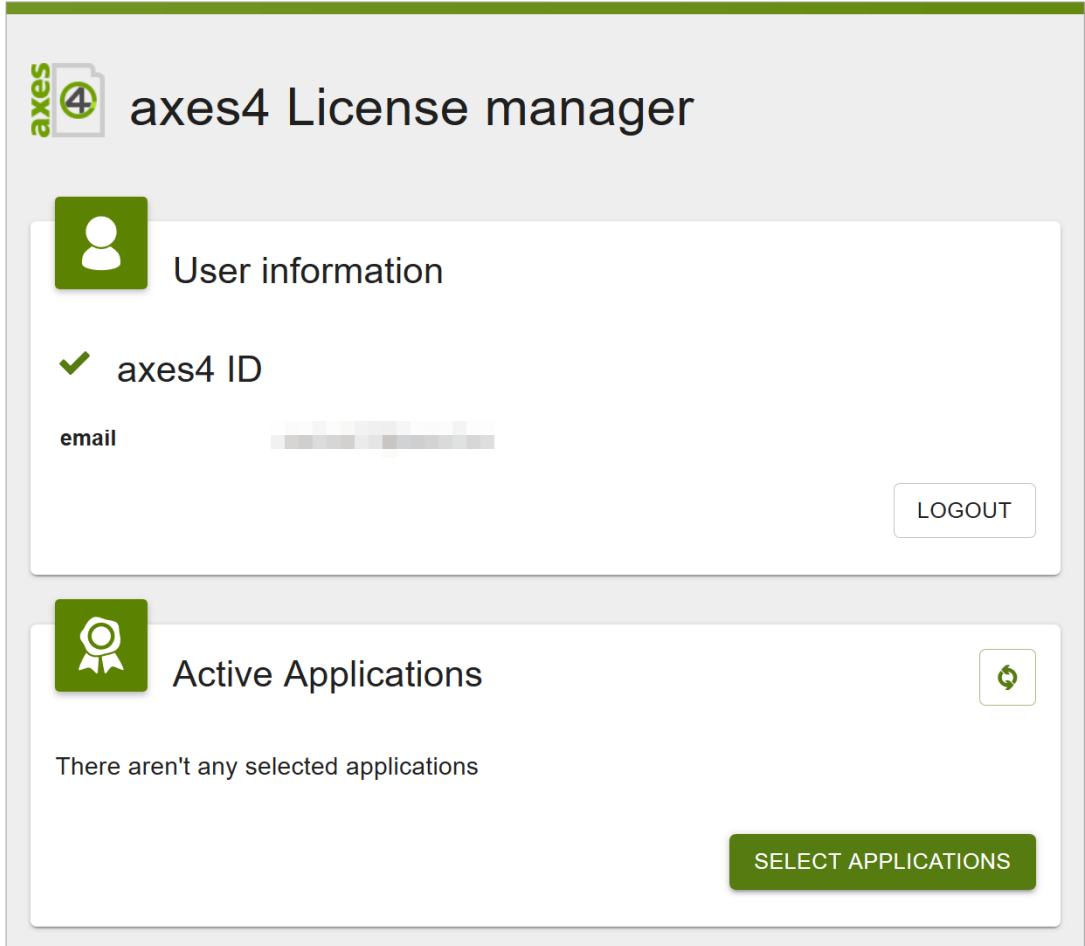 axes4
axes4 License manager
User information
axes4 ID
email
LOGOUT
Active Applications
There aren't any selected applications
SELECT APPLICATIONS